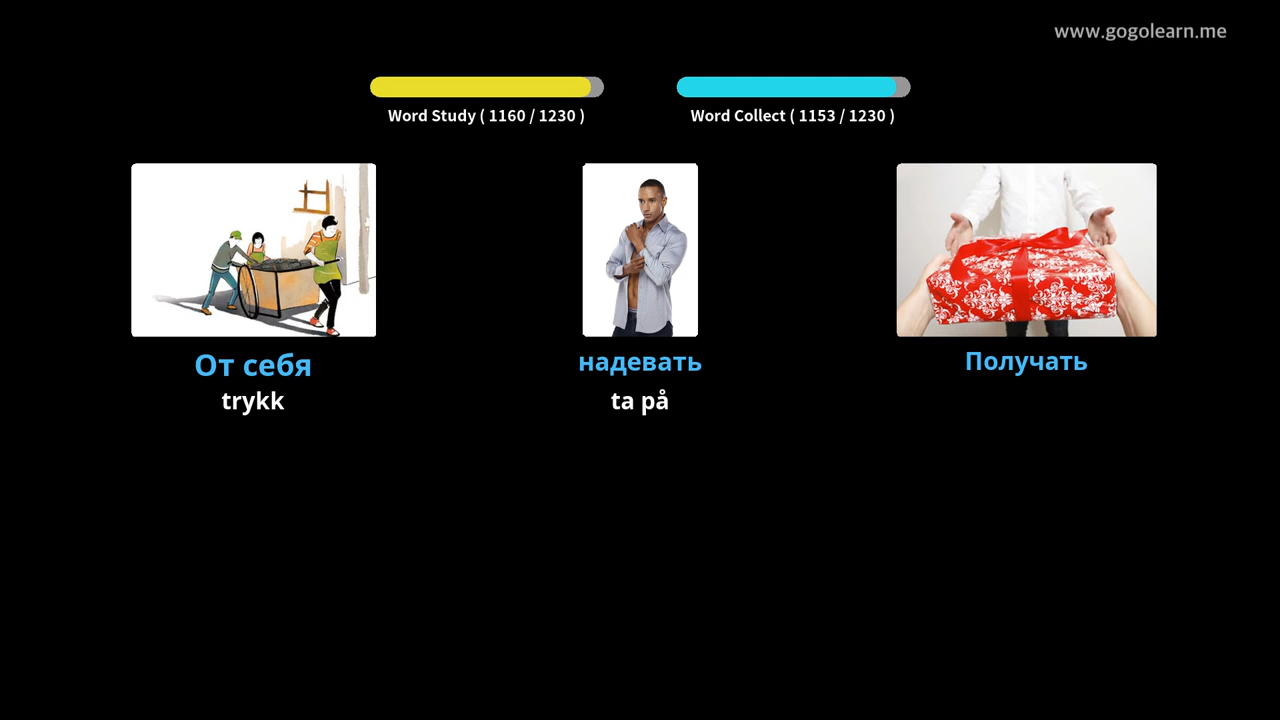 www.gogolearn.me
Word Study ( 1160 / 1230 )
Word Collect ( 1153 / 1230 )
От себя
trykk
надевать
ta på
Получать